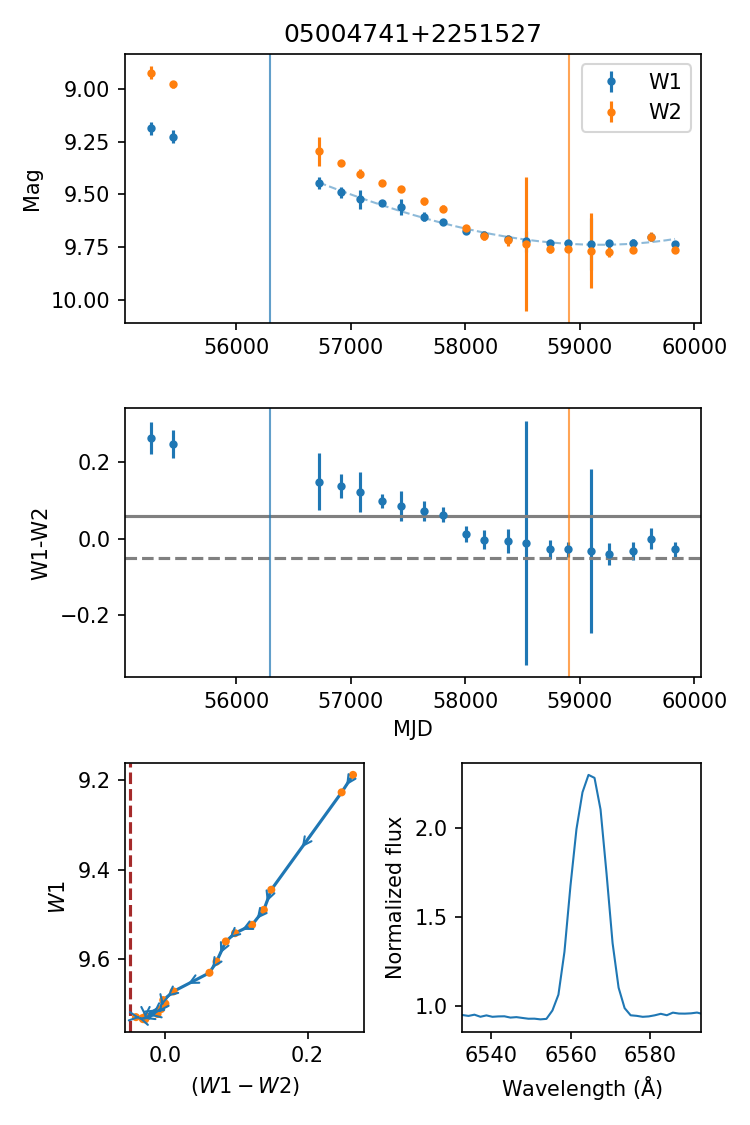 05004741+2251527
9.00
9.25
9.50
9.75
10.00
Mag
W1
W2
56000 57000 58000 59000 60000
0.2
0.0
−0.2
W1-W2
56000 57000 58000 59000 60000
MJD
9.2
9.4
9.6
W1
0.0 0.2
(W1 − W2)
2.0
1.5
1.0
Normalized flux
6540 6560 6580
Wavelength (Å)